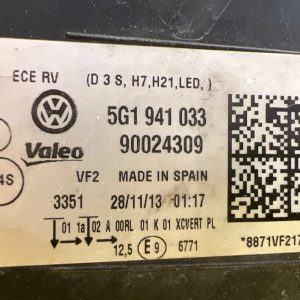 ECE RV (D 3 S, H7,H21,LED, )
5G1 941 033
Valeo 90024309
4S VF2 MADE IN SPAIN
3351 28/11/13 01:17
01 1a 02 A 00RL 01 K 01 XCVERT PL
12,5 E9 6771
*8871VF217